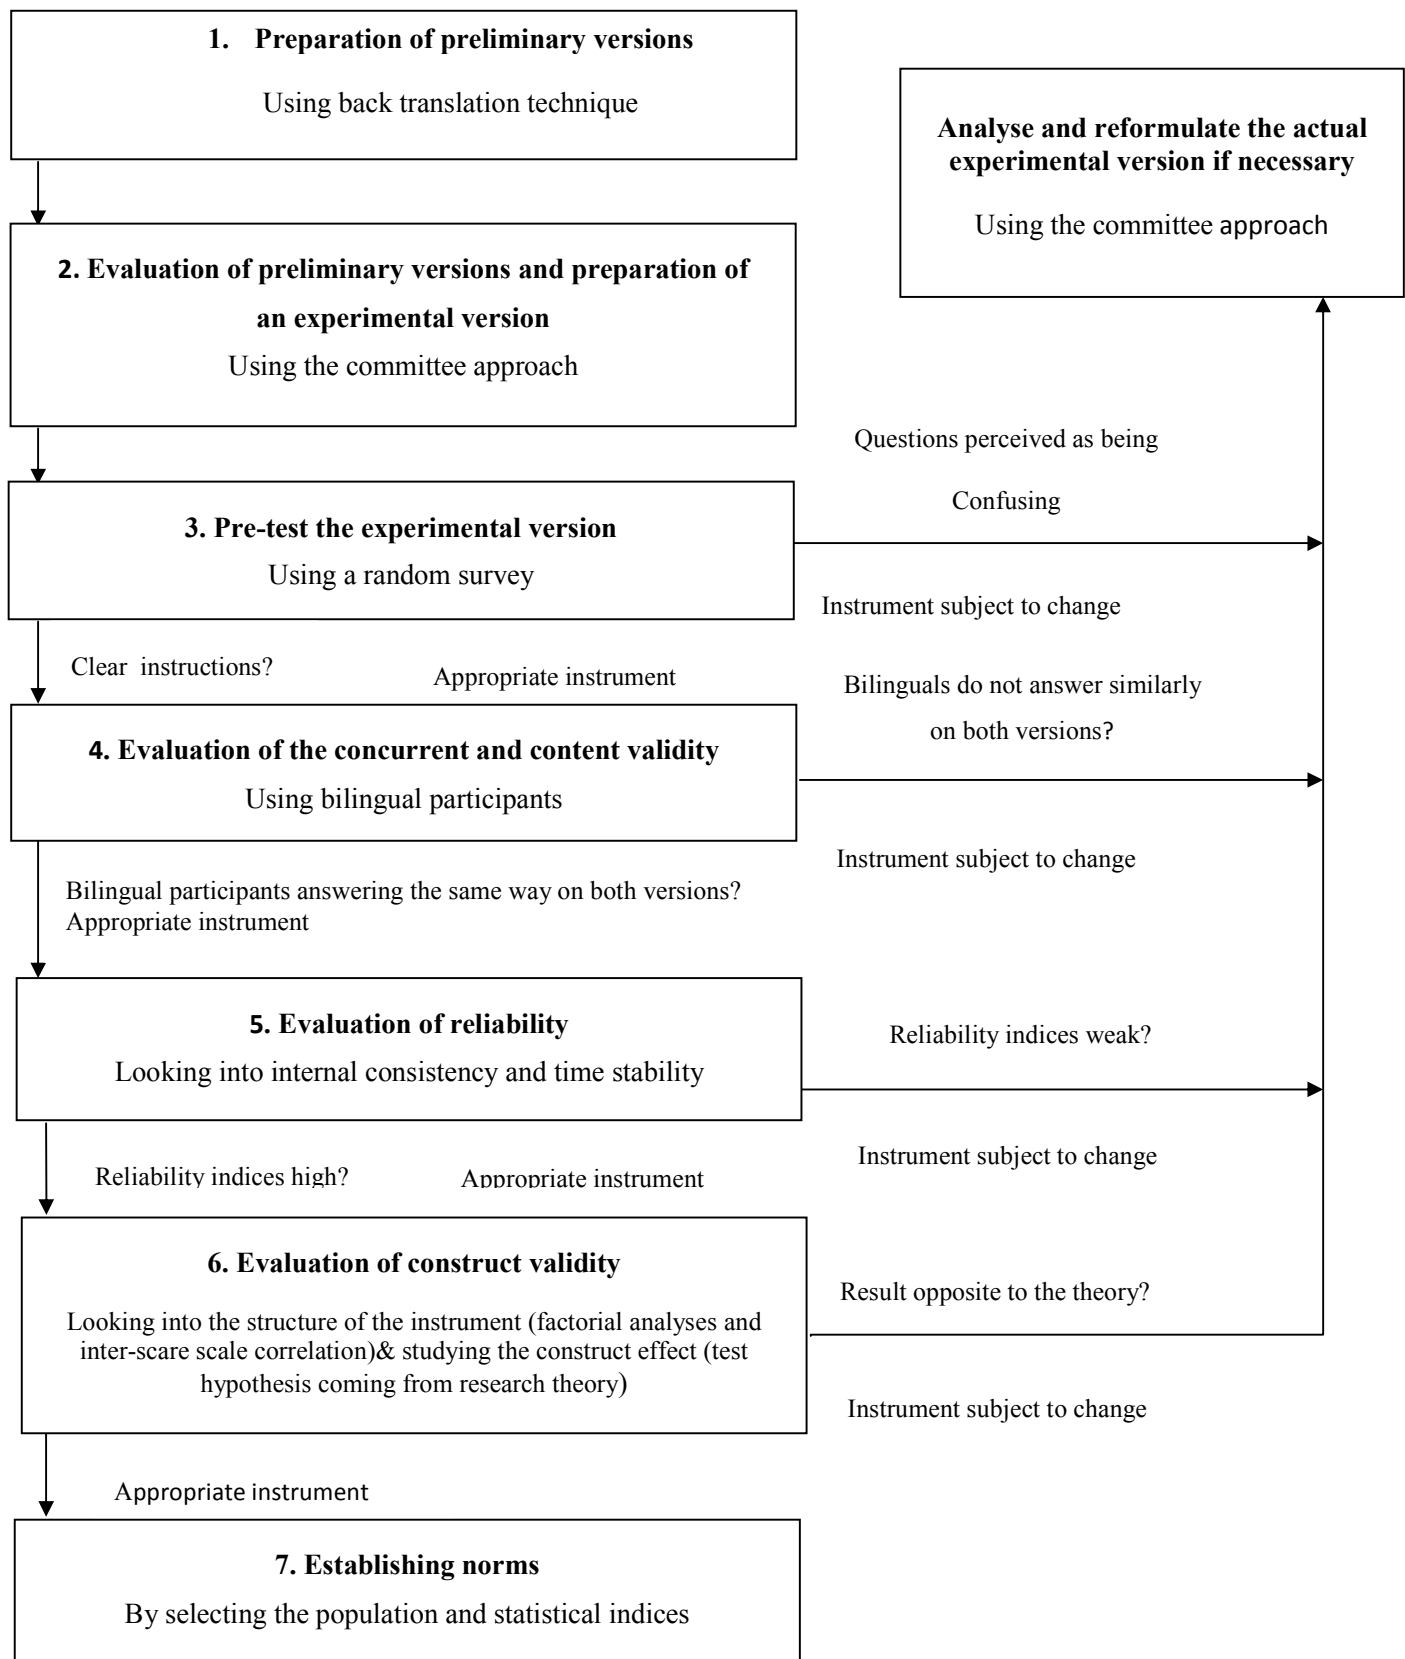 1. Preparation of preliminary versions
Using back translation technique
Analyse and reformulate the actual
experimental version if necessary
Using the committee approach
2. Evaluation of preliminary versions and preparation of
an experimental version
Using the committee approach
Questions perceived as being
Confusing
3. Pre-test the experimental version
Using a random survey
Instrument subject to change
Clear instructions?
Appropriate instrument
Bilinguals do not answer similarly
on both versions?
4. Evaluation of the concurrent and content validity
Using bilingual participants
Instrument subject to change
Bilingual participants answering the same way on both versions?
Appropriate instrument
5. Evaluation of reliability
Looking into internal consistency and time stability
Reliability indices weak?
Instrument subject to change
Reliability indices high?
Appropriate instrument
6. Evaluation of construct validity
Looking into the structure of the instrument (factorial analyses and
inter-scare scale correlation)& studying the construct effect (test
hypothesis coming from research theory)
Result opposite to the theory?
Instrument subject to change
Appropriate instrument
7. Establishing norms
By selecting the population and statistical indices